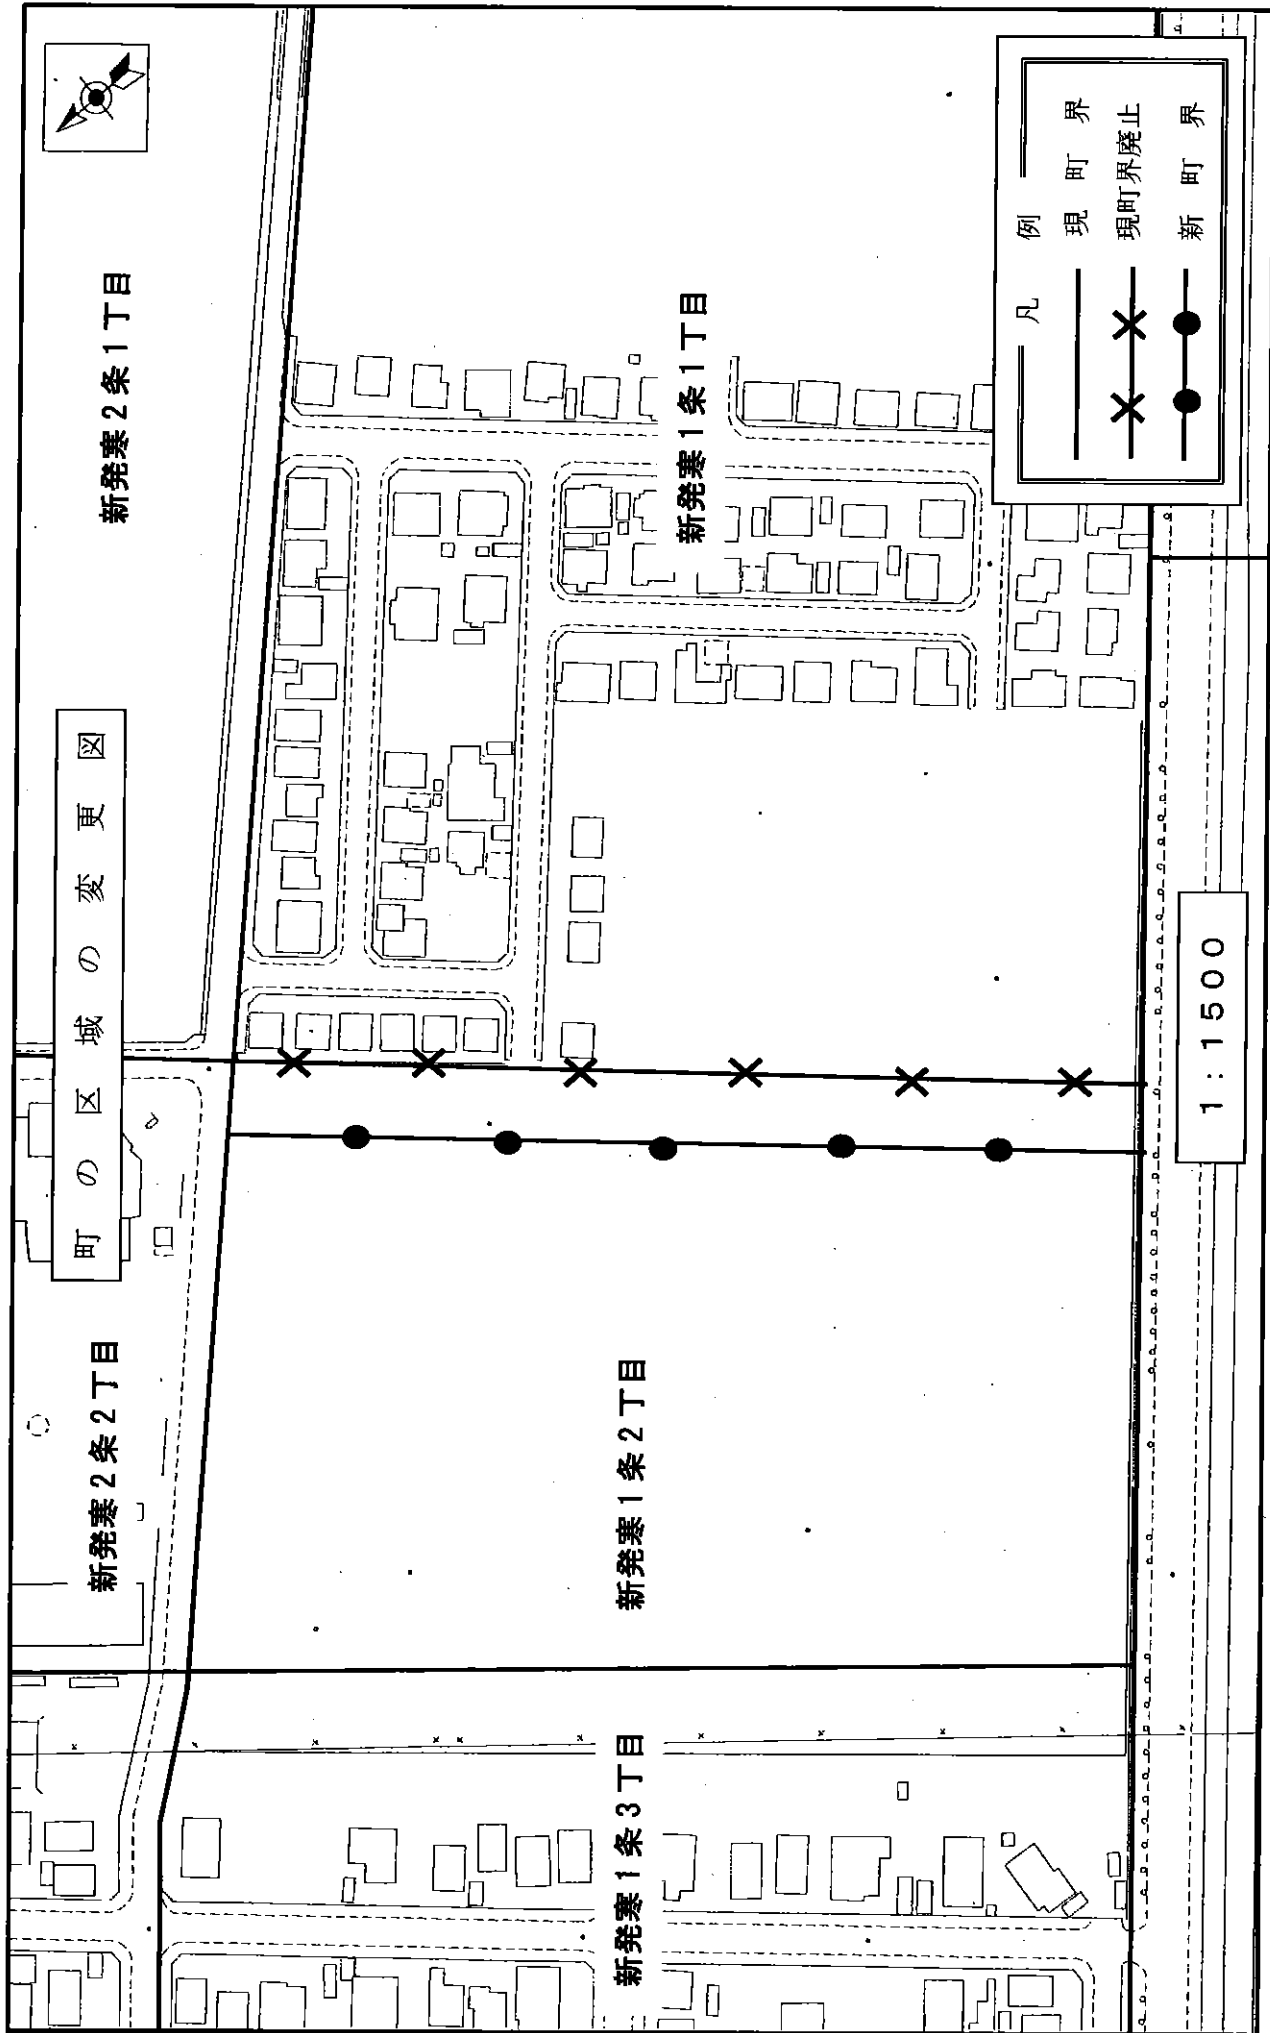 町の区域の変更図
新発寒2条2丁目
新発寒2条1丁目
新発寒1条3丁目
新発寒1条2丁目
新発寒1条1丁目
凡例
現町界
現町界廃止
新町界
1:1500